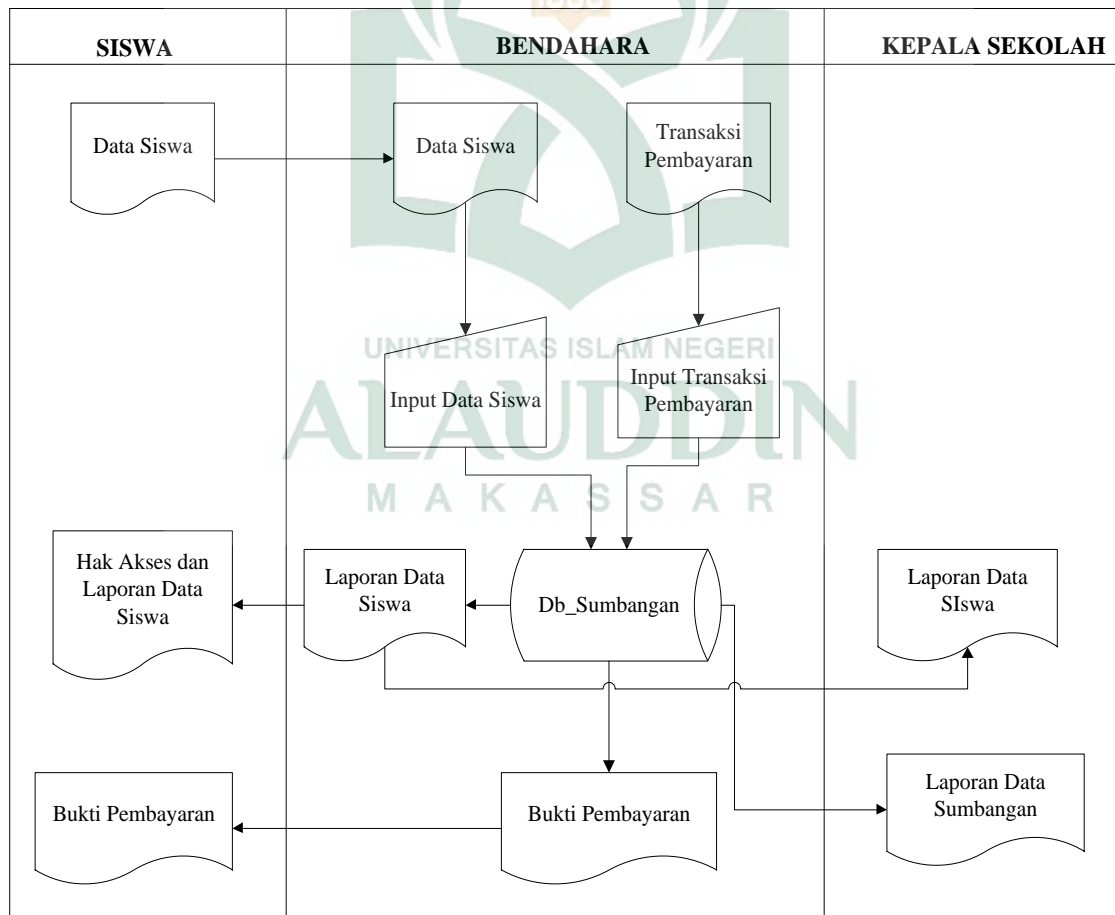 SISWA
BENDAHARA
KEPALA SEKOLAH
Data Siswa
Data Siswa
Transaksi
Pembayaran
UNIVERSITAS ISLAM NEGERI
Input Data Siswa
Input Transaksi
Pembayaran
ALAUDDIN
MAKASSAR
Hak Akses dan
Laporan Data
Siswa
Laporan Data
Siswa
Db_Sumbangan
Laporan Data
SIswa
Bukti Pembayaran
Bukti Pembayaran
Laporan Data
Sumbangan